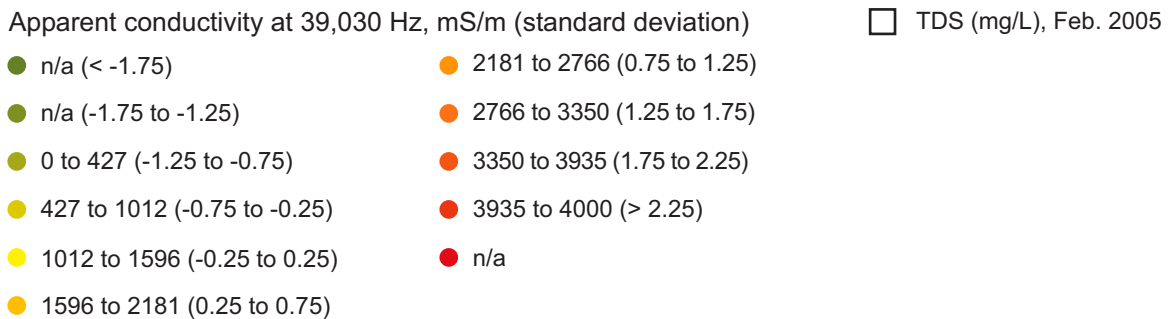 Apparent conductivity at 39,030 Hz, mS/m (standard deviation)
TDS (mg/L), Feb. 2005
n/a (< -1.75)
n/a (-1.75 to -1.25)
0 to 427 (-1.25 to -0.75)
427 to 1012 (-0.75 to -0.25)
1012 to 1596 (-0.25 to 0.25)
1596 to 2181 (0.25 to 0.75)
2181 to 2766 (0.75 to 1.25)
2766 to 3350 (1.25 to 1.75)
3350 to 3935 (1.75 to 2.25)
3935 to 4000 (> 2.25)
n/a